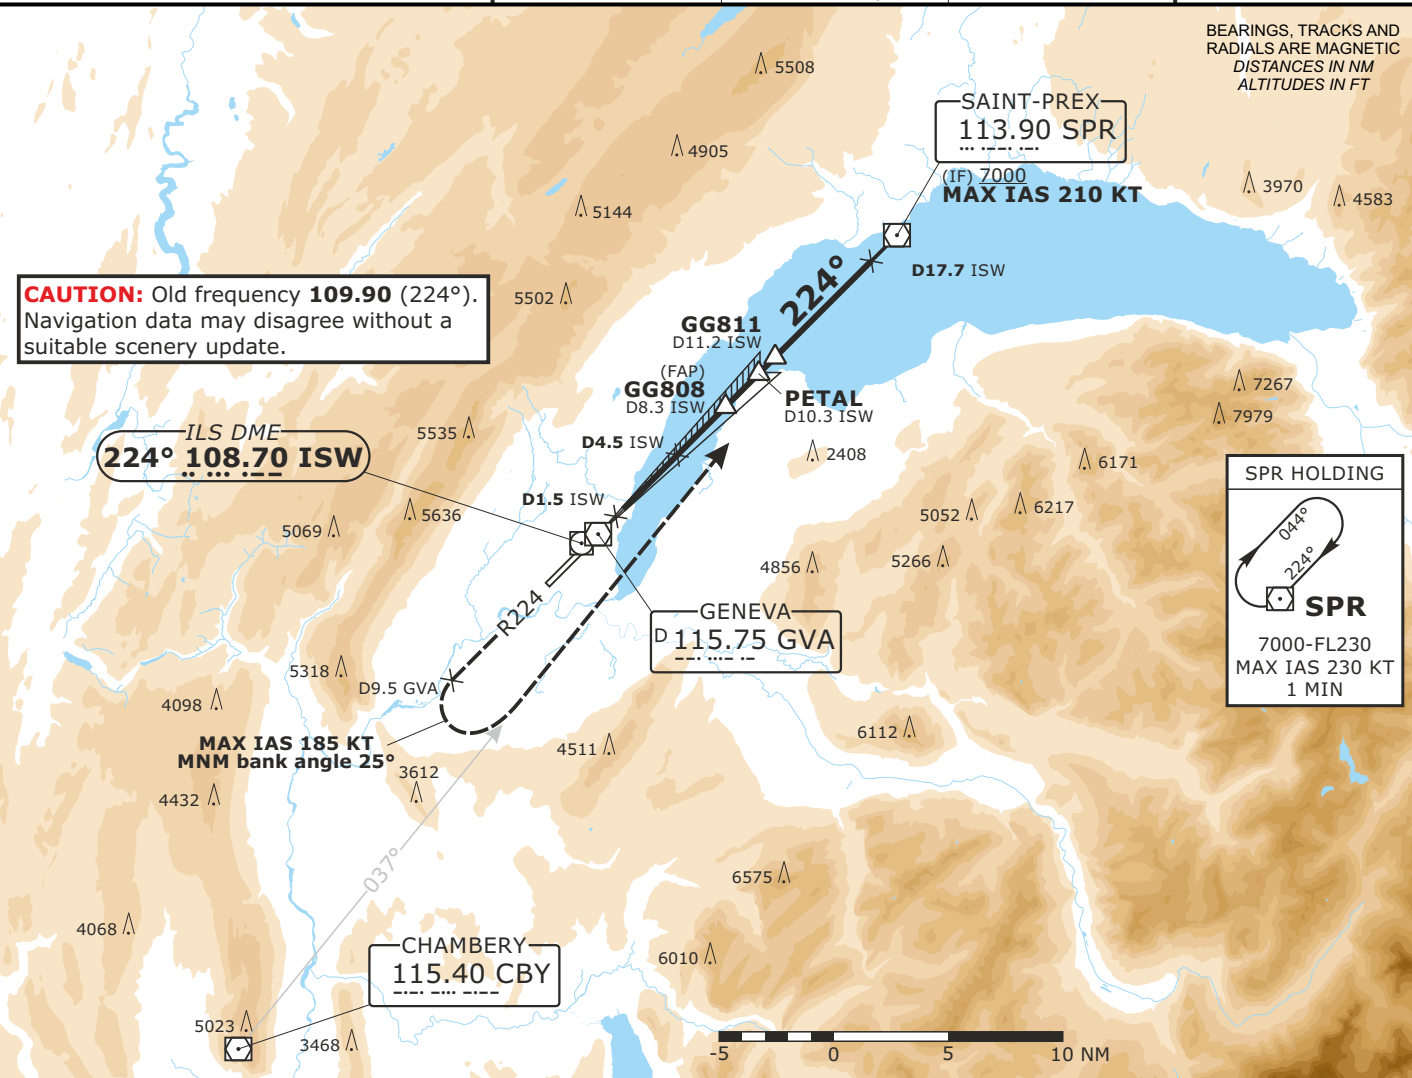 BEARINGS, TRACKS AND
RADIALS ARE MAGNETIC
DISTANCES IN NM
ALTITUDES IN FT
5508
SAINT-PREX
113.90 SPR
4905
(IF) 7000
MAX IAS 210 KT
3970
4583
5144
D17.7 ISW
224°
CAUTION: Old frequency 109.90 (224°).
Navigation data may disagree without a
suitable scenery update.
5502
GG811
D11.2 ISW
(FAP)
GG808
D8.3 ISW
PETAL
D10.3 ISW
7267
7979
5535
ILS DME
224° 108.70 ISW
D4.5 ISW
2408
6171
SPR HOLDING
044°
224°
SPR
7000-FL230
MAX IAS 230 KT
1 MIN
D1.5 ISW
5636
5069
5052
6217
4856
5266
R224
GENEVA
D 115.75 GVA
5318
D9.5 GVA
4098
6112
MAX IAS 185 KT
MNM bank angle 25°
4511
3612
4432
037°
6575
4068
CHAMBERY
115.40 CBY
6010
5023
3468
-5 0 5 10 NM